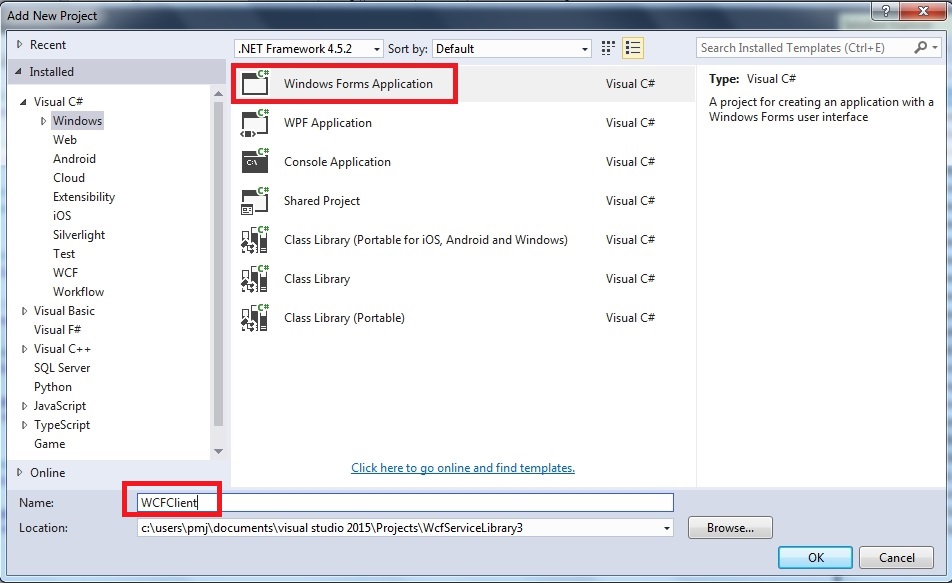 Add New Project
?
Recent
.NET Framework 4.5.2
Sort by:
Default
Search Installed Templates (Ctrl+E)
Installed
Visual C#
Windows
Web
Android
Cloud
Extensibility
iOS
Silverlight
Test
WCF
Workflow
Visual Basic
Visual F#
Visual C++
SQL Server
Python
JavaScript
TypeScript
Game
Online
C# Windows Forms Application Visual C#
C# WPF Application Visual C#
C# C:\ Console Application Visual C#
C# Shared Project Visual C#
C# Class Library (Portable for iOS, Android and Windows) Visual C#
C# Class Library Visual C#
C# Class Library (Portable) Visual C#
Click here to go online and find templates.
Type: Visual C#
A project for creating an application with a
Windows Forms user interface
Name: WCFClient
Location: c:\users\pmj\documents\visual studio 2015\Projects\WcfServiceLibrary3
Browse...
OK
Cancel